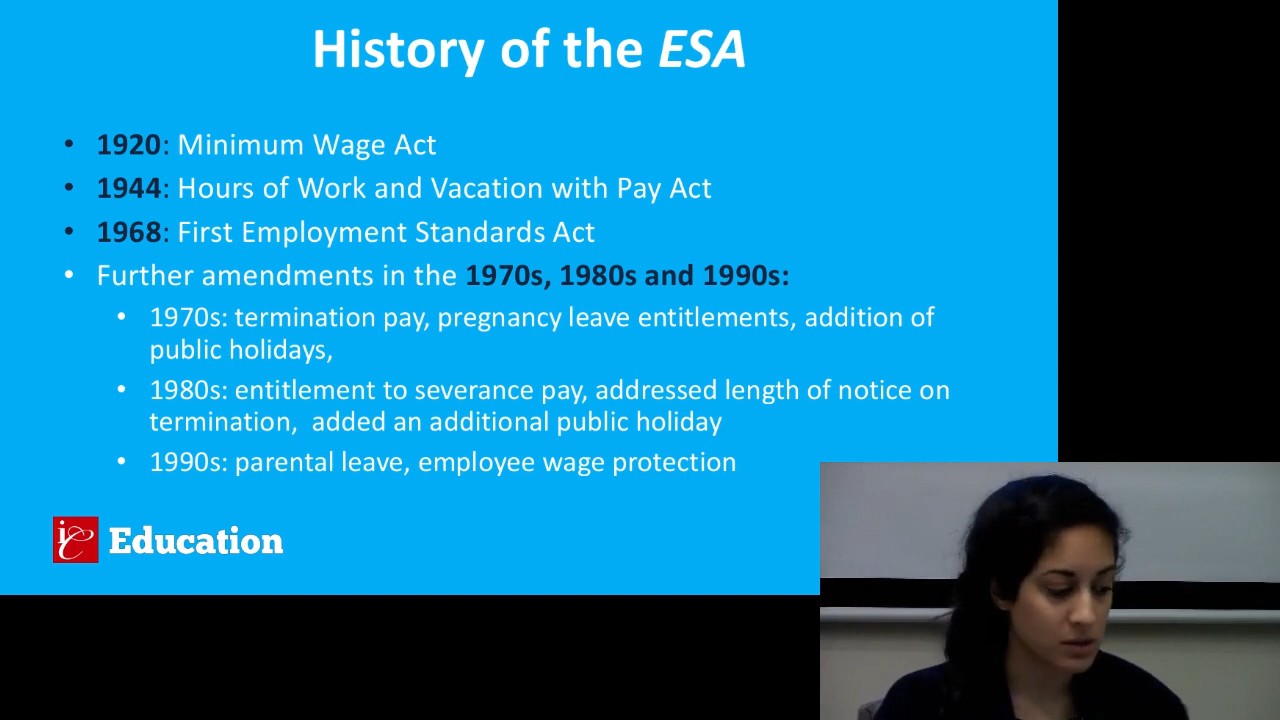 History of the ESA
• 1920: Minimum Wage Act
• 1944: Hours of Work and Vacation with Pay Act
• 1968: First Employment Standards Act
• Further amendments in the 1970s, 1980s and 1990s:
• 1970s: termination pay, pregnancy leave entitlements, addition of
public holidays,
• 1980s: entitlement to severance pay, addressed length of notice on
termination, added an additional public holiday
• 1990s: parental leave, employee wage protection
ie Education